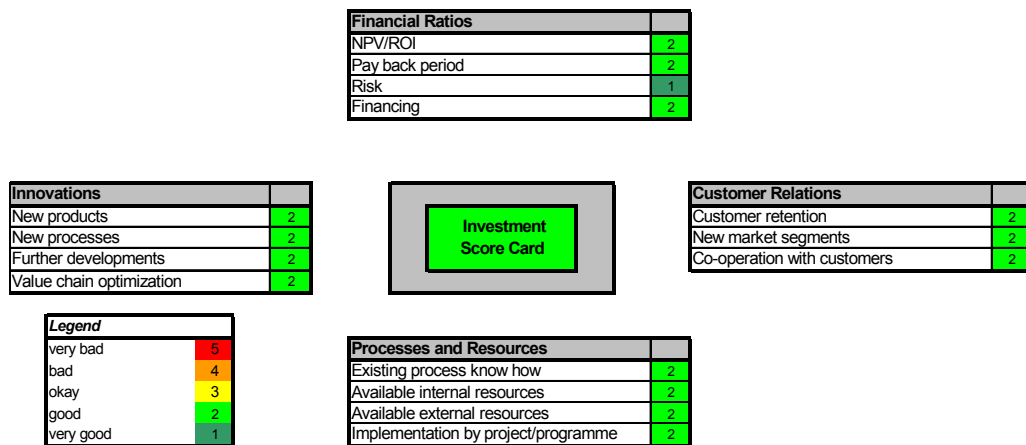 Financial Ratios
NPV/ROI 2
Pay back period 2
Risk 1
Financing 2
Innovations
New products 2
New processes 2
Further developments 2
Value chain optimization 2
Investment
Score Card
Customer Relations
Customer retention 2
New market segments 2
Co-operation with customers 2
Legend
very bad 5
bad 4
okay 3
good 2
very good 1
Processes and Resources
Existing process know how 2
Available internal resources 2
Available external resources 2
Implementation by project/programme 2